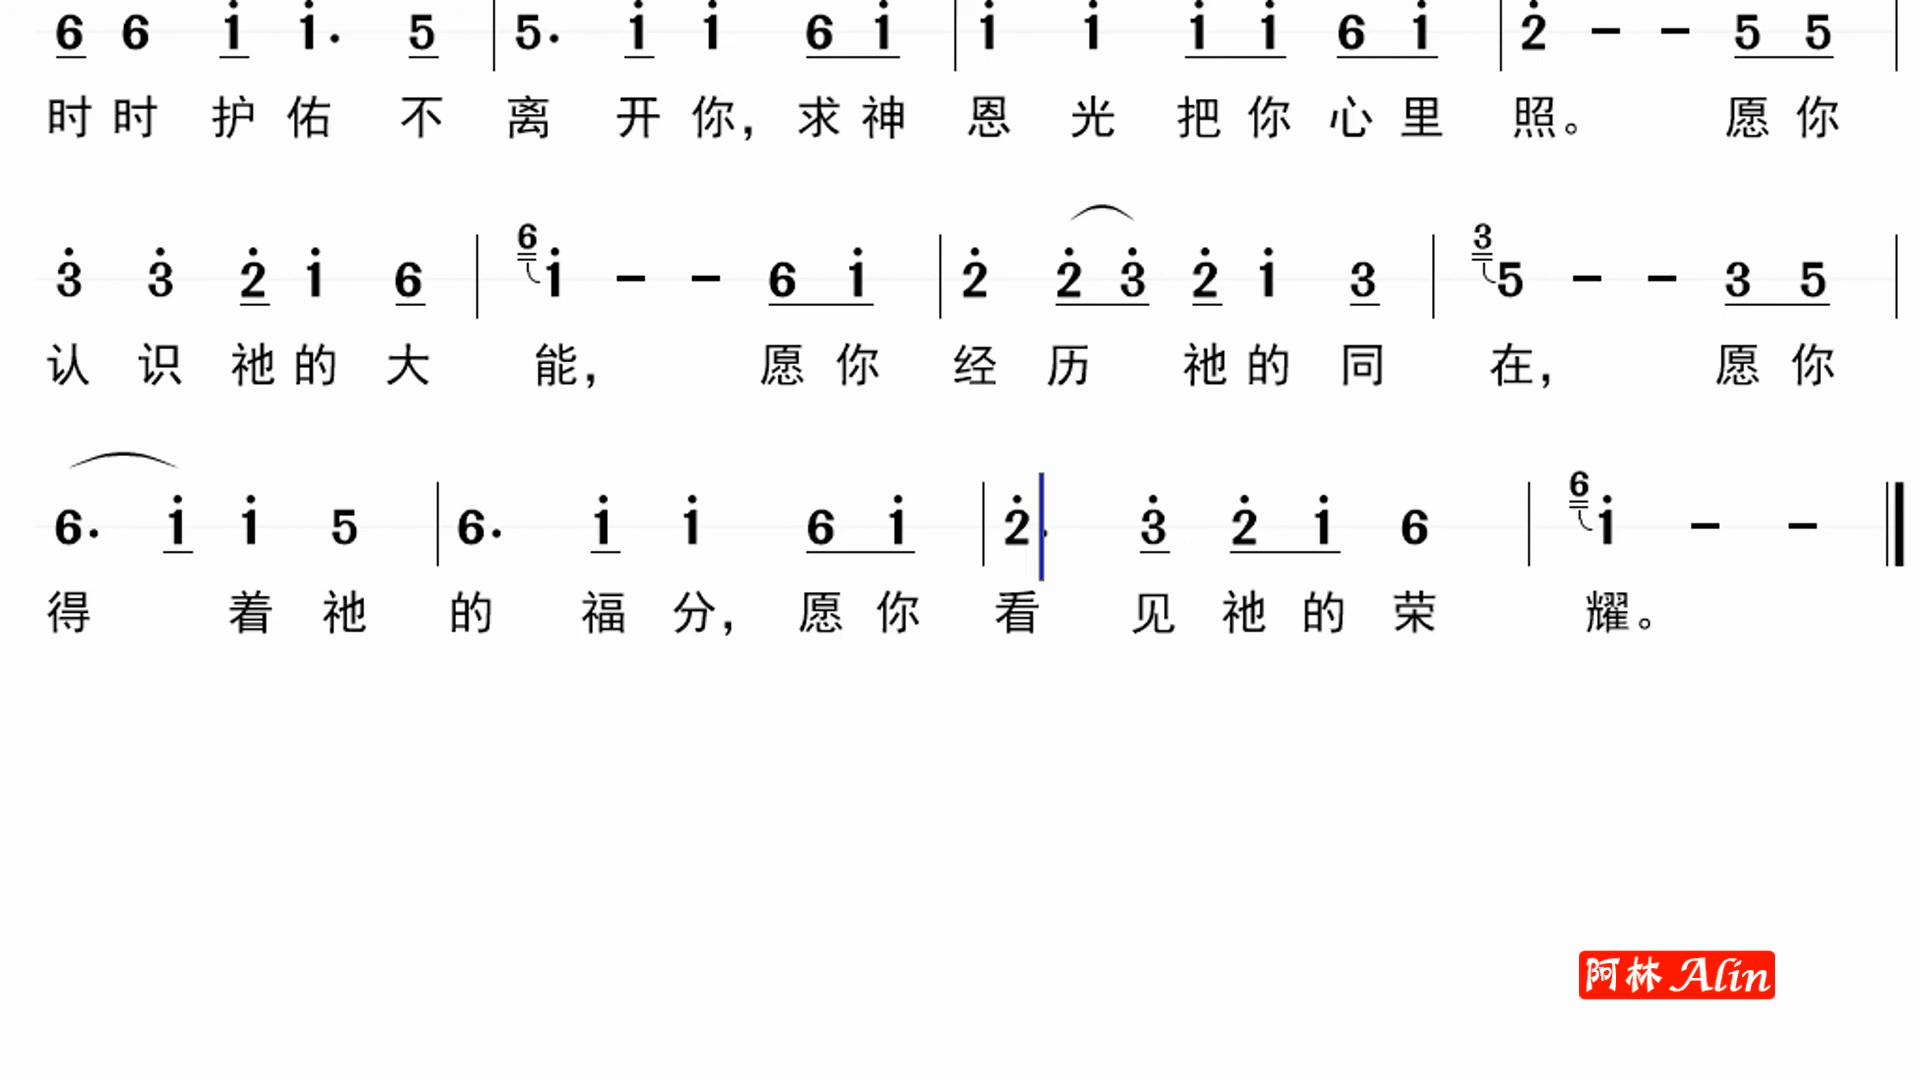 6 6 i i. 5 | 5. i i 6 i | i i i i 6 i | 2 – – 5 5 |
时时护佑不离开你，求神恩光把你心里照。愿你
3 3 2 i 6 | 6 i – – 6 i | 2 2 3 2 i 3 | 3 5 – – 3 5 |
认识祂的大能，愿你经历祂的同在，愿你
6. i i 5 | 6. i i 6 i | 2. 3 2 i 6 | 6 i – – ‖
得着祂的福分，愿你看见祂的荣耀。
阿林 Alin